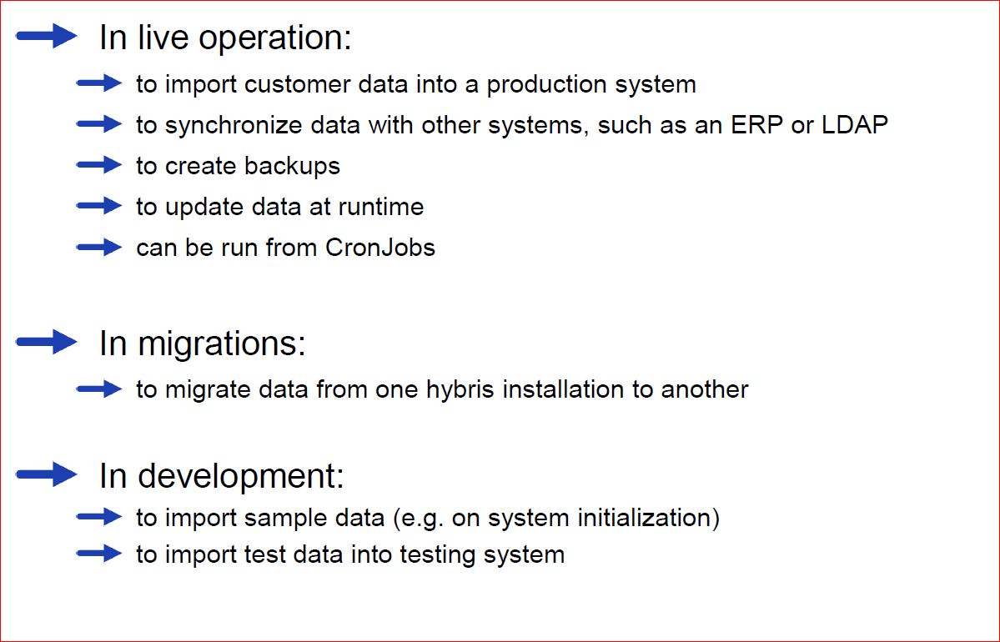 In live operation:
to import customer data into a production system
to synchronize data with other systems, such as an ERP or LDAP
to create backups
to update data at runtime
can be run from CronJobs
In migrations:
to migrate data from one hybris installation to another
In development:
to import sample data (e.g. on system initialization)
to import test data into testing system